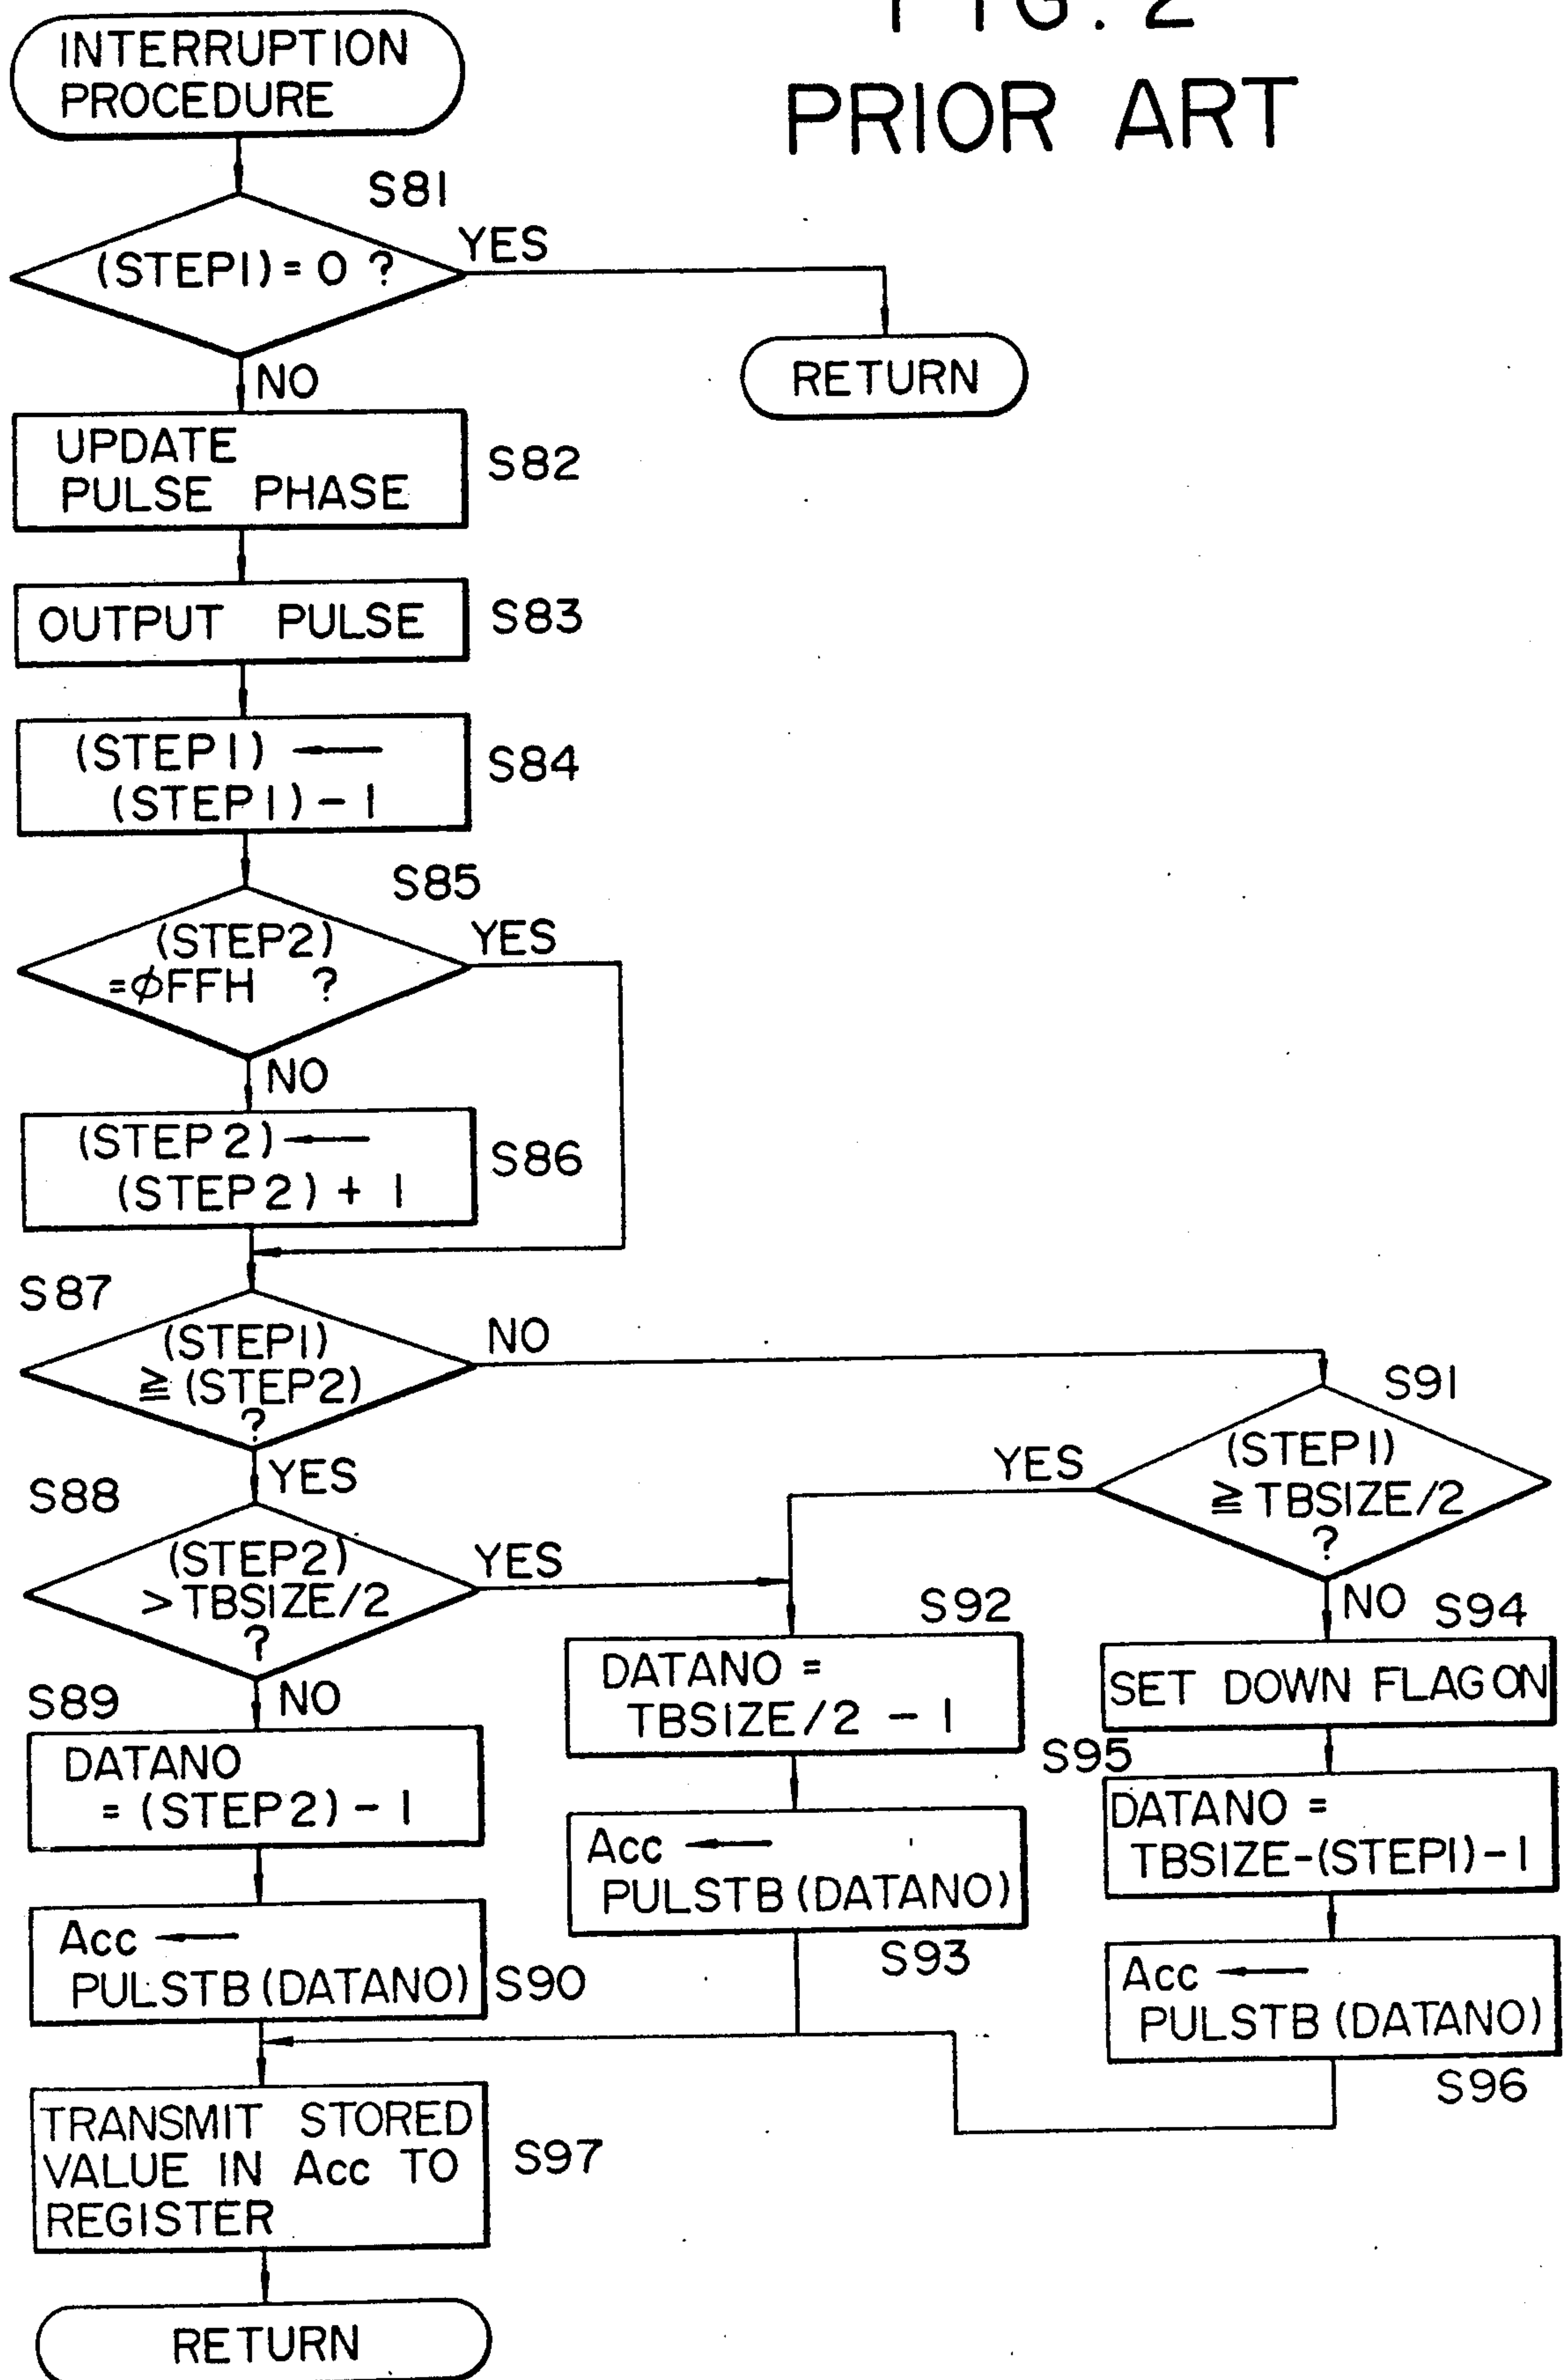 FIG. 2
PRIOR ART
INTERRUPTION
PROCEDURE
S81
(STEP1) = 0 ?
YES
RETURN
NO
UPDATE
PULSE PHASE
S82
OUTPUT PULSE
S83
(STEP1) ←
(STEP1) - 1
S84
S85
(STEP2)
=φFFH ?
YES
NO
(STEP2) ←
(STEP2) + 1
S86
S87
(STEP1)
≧ (STEP2)
?
NO
YES
S91
(STEP1)
≧ TBSIZE/2
?
YES
NO
S88
(STEP2)
> TBSIZE/2
?
YES
NO
S92
DATANO =
TBSIZE/2 - 1
S94
SET DOWN FLAG ON
S89
DATANO
= (STEP2) - 1
S95
DATANO =
TBSIZE-(STEP1)-1
Acc ←
PULSTB (DATANO)
S93
Acc ←
PULSTB (DATANO)
S90
Acc ←
PULSTB (DATANO)
S96
TRANSMIT STORED
VALUE IN Acc TO
REGISTER
S97
RETURN